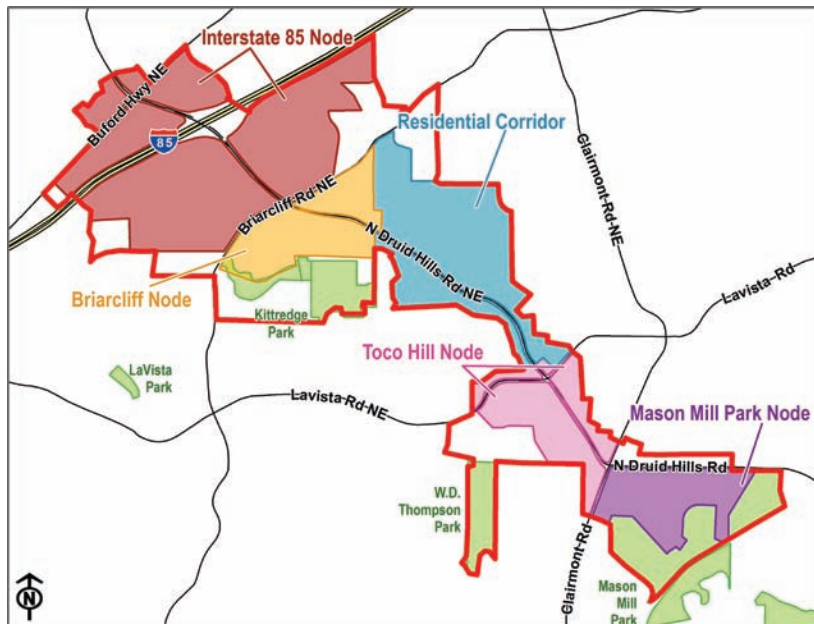 Interstate 85 Node
Buford Hwy NE
85
Residential Corridor
Clairmont Rd NE
Briarcliff Rd NE
N Druid Hills Rd NE
Lavista Rd
Briarcliff Node
Kittredge
Park
Toco Hill Node
LaVista
Park
Lavista Rd NE
Mason Mill Park Node
N Druid Hills Rd
W.D.
Thompson
Park
Clairmont Rd
Mason
Mill
Park
N